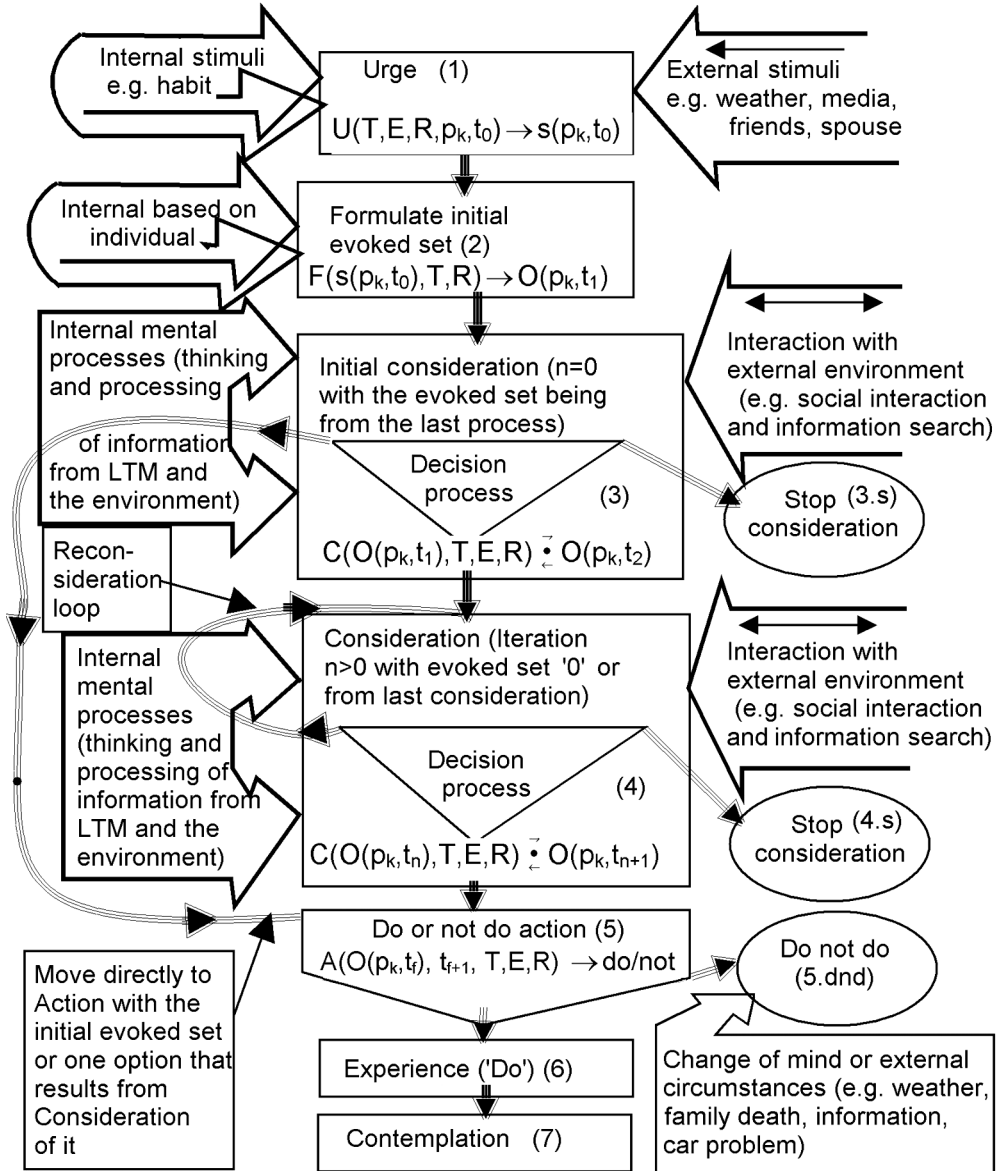 Internal stimuli
e.g. habit
Urge (1)
U(T,E,R,pₖ,t₀) → s(pₖ,t₀)
External stimuli
e.g. weather, media,
friends, spouse
Internal based on
individual
Formulate initial
evoked set (2)
F(s(pₖ,t₀),T,R) → O(pₖ,t₁)
Internal mental
processes (thinking
and processing
of information
from LTM and
the environment)
Initial consideration (n=0
with the evoked set being
from the last process)
Decision
process
(3)
C(O(pₖ,t₁),T,E,R) ⇄ O(pₖ,t₂)
Interaction with
external environment
(e.g. social interaction
and information search)
Stop (3.s)
consideration
Recon-
sideration
loop
Internal
mental
processes
(thinking and
processing of
information from
LTM and the
environment)
Consideration (Iteration
n>0 with evoked set '0' or
from last consideration)
Decision
process
(4)
C(O(pₖ,tₙ),T,E,R) ⇄ O(pₖ,tₙ₊₁)
Interaction with
external environment
(e.g. social interaction
and information search)
Stop (4.s)
consideration
Do or not do action (5)
A(O(pₖ,t_f), t_f+1, T,E,R) → do/not
Do not do
(5.dnd)
Move directly to
Action with the
initial evoked set
or one option that
results from
Consideration
of it
Experience ('Do') (6)
Contemplation (7)
Change of mind or external
circumstances (e.g. weather,
family death, information,
car problem)